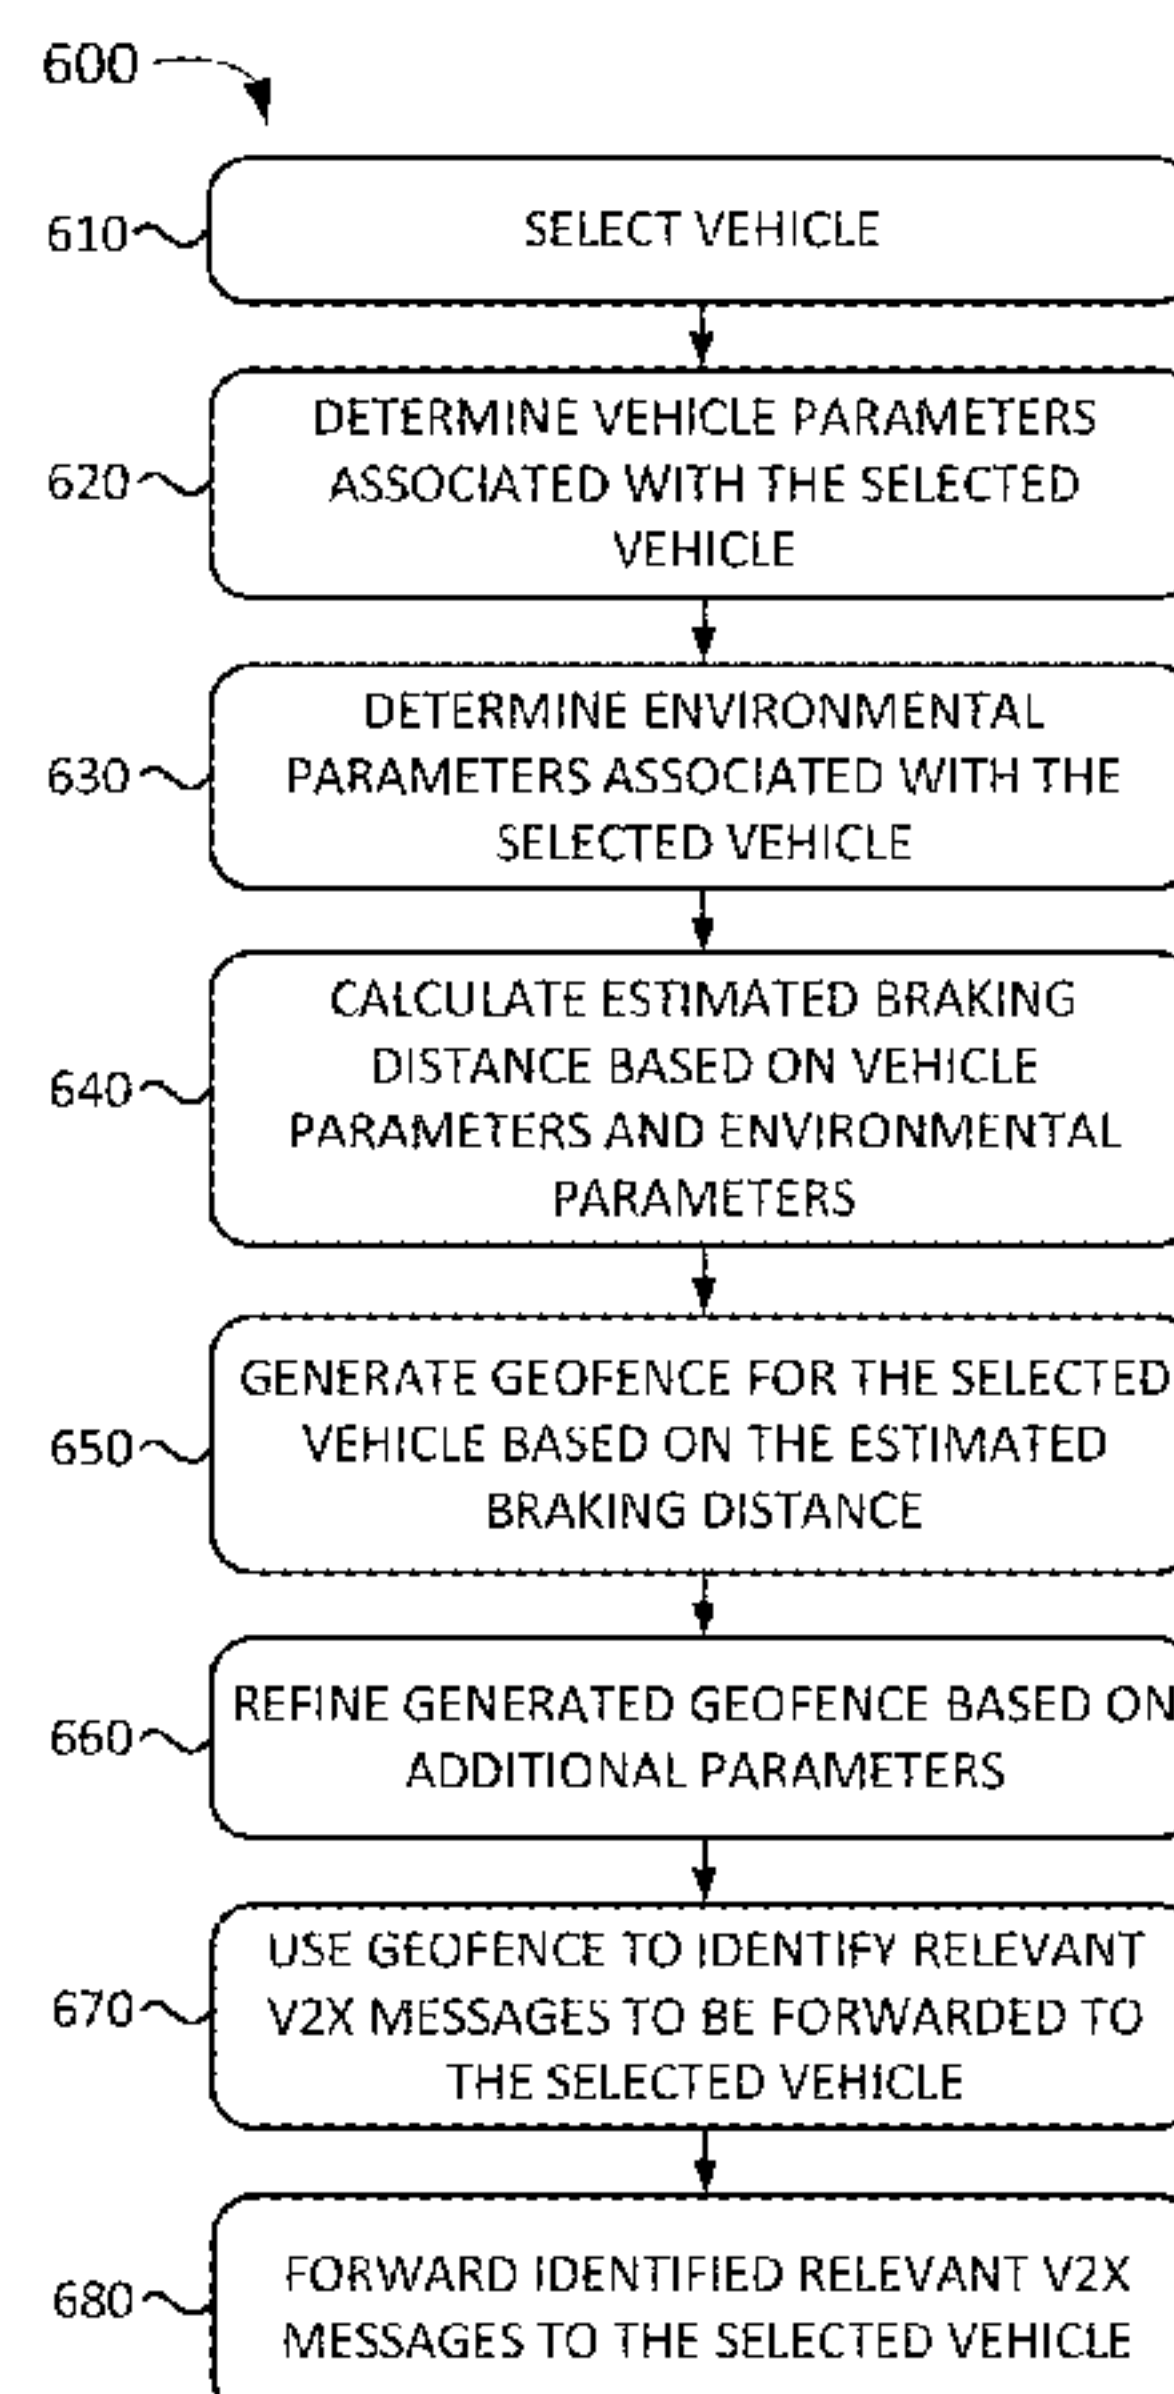 600
610
SELECT VEHICLE
620
DETERMINE VEHICLE PARAMETERS
ASSOCIATED WITH THE SELECTED
VEHICLE
630
DETERMINE ENVIRONMENTAL
PARAMETERS ASSOCIATED WITH THE
SELECTED VEHICLE
640
CALCULATE ESTIMATED BRAKING
DISTANCE BASED ON VEHICLE
PARAMETERS AND ENVIRONMENTAL
PARAMETERS
650
GENERATE GEOFENCE FOR THE SELECTED
VEHICLE BASED ON THE ESTIMATED
BRAKING DISTANCE
660
REFINE GENERATED GEOFENCE BASED ON
ADDITIONAL PARAMETERS
670
USE GEOFENCE TO IDENTIFY RELEVANT
V2X MESSAGES TO BE FORWARDED TO
THE SELECTED VEHICLE
680
FORWARD IDENTIFIED RELEVANT V2X
MESSAGES TO THE SELECTED VEHICLE